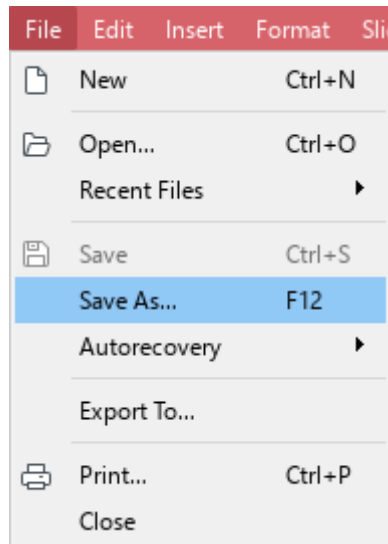 File Edit Insert Format Sli
New Ctrl+N
Open... Ctrl+O
Recent Files
Save Ctrl+S
Save As... F12
Autorecovery
Export To...
Print... Ctrl+P
Close